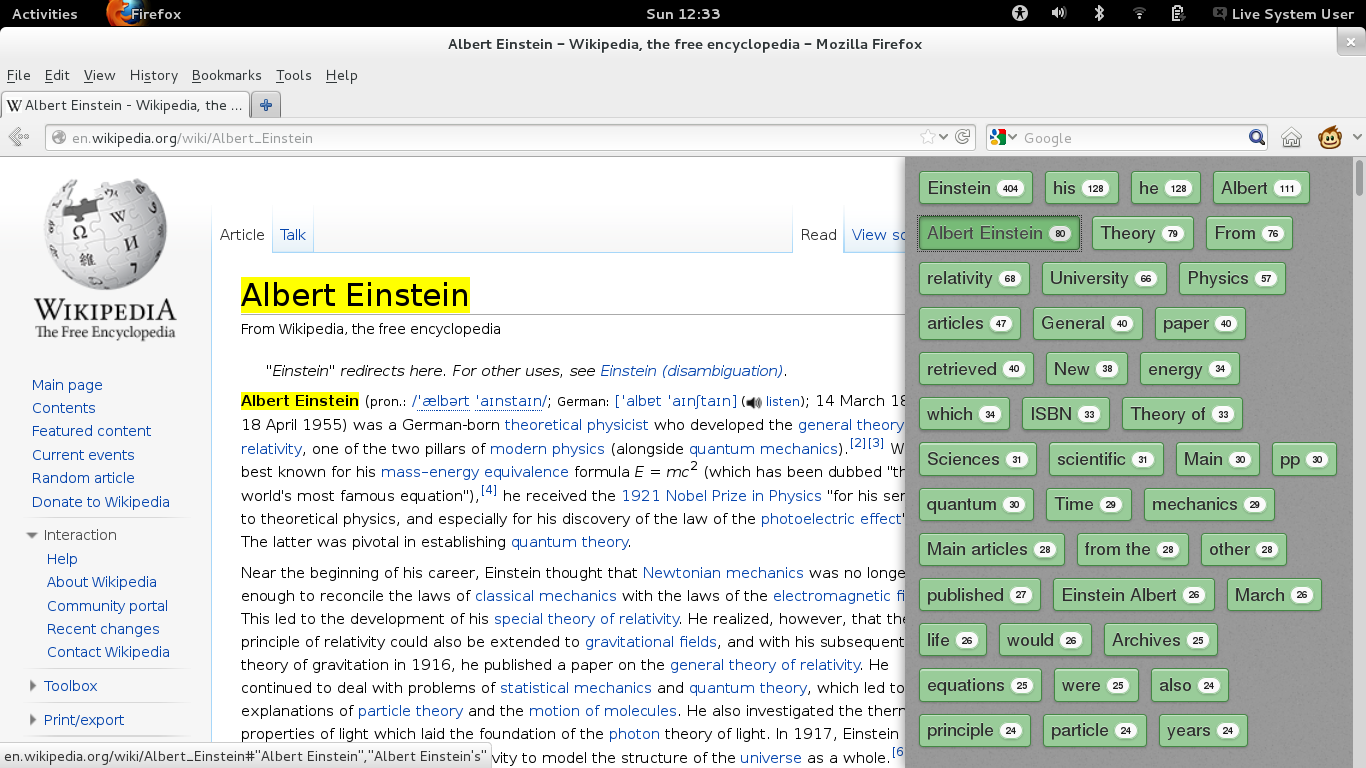 Activities Firefox Sun 12:33 Live System User
Albert Einstein – Wikipedia, the free encyclopedia – Mozilla Firefox
File Edit View History Bookmarks Tools Help
W Albert Einstein - Wikipedia, the ...
en.wikipedia.org/wiki/Albert_Einstein
Google
WIKIPEDIA
The Free Encyclopedia
Main page
Contents
Featured content
Current events
Random article
Donate to Wikipedia
Interaction
Help
About Wikipedia
Community portal
Recent changes
Contact Wikipedia
Toolbox
Print/export
Article Talk Read View so
Albert Einstein
From Wikipedia, the free encyclopedia
"Einstein" redirects here. For other uses, see Einstein (disambiguation).
Albert Einstein (pron.: /ˈælbərt ˈaɪnstaɪn/; German: [ˈalbɐt ˈaɪnʃtaɪn] ( listen); 14 March 18
18 April 1955) was a German-born theoretical physicist who developed the general theory
relativity, one of the two pillars of modern physics (alongside quantum mechanics).[2][3] W
best known for his mass–energy equivalence formula E = mc2 (which has been dubbed "th
world's most famous equation"),[4] he received the 1921 Nobel Prize in Physics "for his ser
to theoretical physics, and especially for his discovery of the law of the photoelectric effect"
The latter was pivotal in establishing quantum theory.
Near the beginning of his career, Einstein thought that Newtonian mechanics was no longe
enough to reconcile the laws of classical mechanics with the laws of the electromagnetic fi
This led to the development of his special theory of relativity. He realized, however, that the
principle of relativity could also be extended to gravitational fields, and with his subsequent
theory of gravitation in 1916, he published a paper on the general theory of relativity. He
continued to deal with problems of statistical mechanics and quantum theory, which led to
explanations of particle theory and the motion of molecules. He also investigated the therm
properties of light which laid the foundation of the photon theory of light. In 1917, Einstein
vity to model the structure of the universe as a whole.[6
en.wikipedia.org/wiki/Albert_Einstein#"Albert Einstein","Albert Einstein's"
Einstein 404 his 128 he 128 Albert 111
Albert Einstein 80 Theory 79 From 76
relativity 68 University 66 Physics 57
articles 47 General 40 paper 40
retrieved 40 New 38 energy 34
which 34 ISBN 33 Theory of 33
Sciences 31 scientific 31 Main 30 pp 30
quantum 30 Time 29 mechanics 29
Main articles 28 from the 28 other 28
published 27 Einstein Albert 26 March 26
life 26 would 26 Archives 25
equations 25 were 25 also 24
principle 24 particle 24 years 24